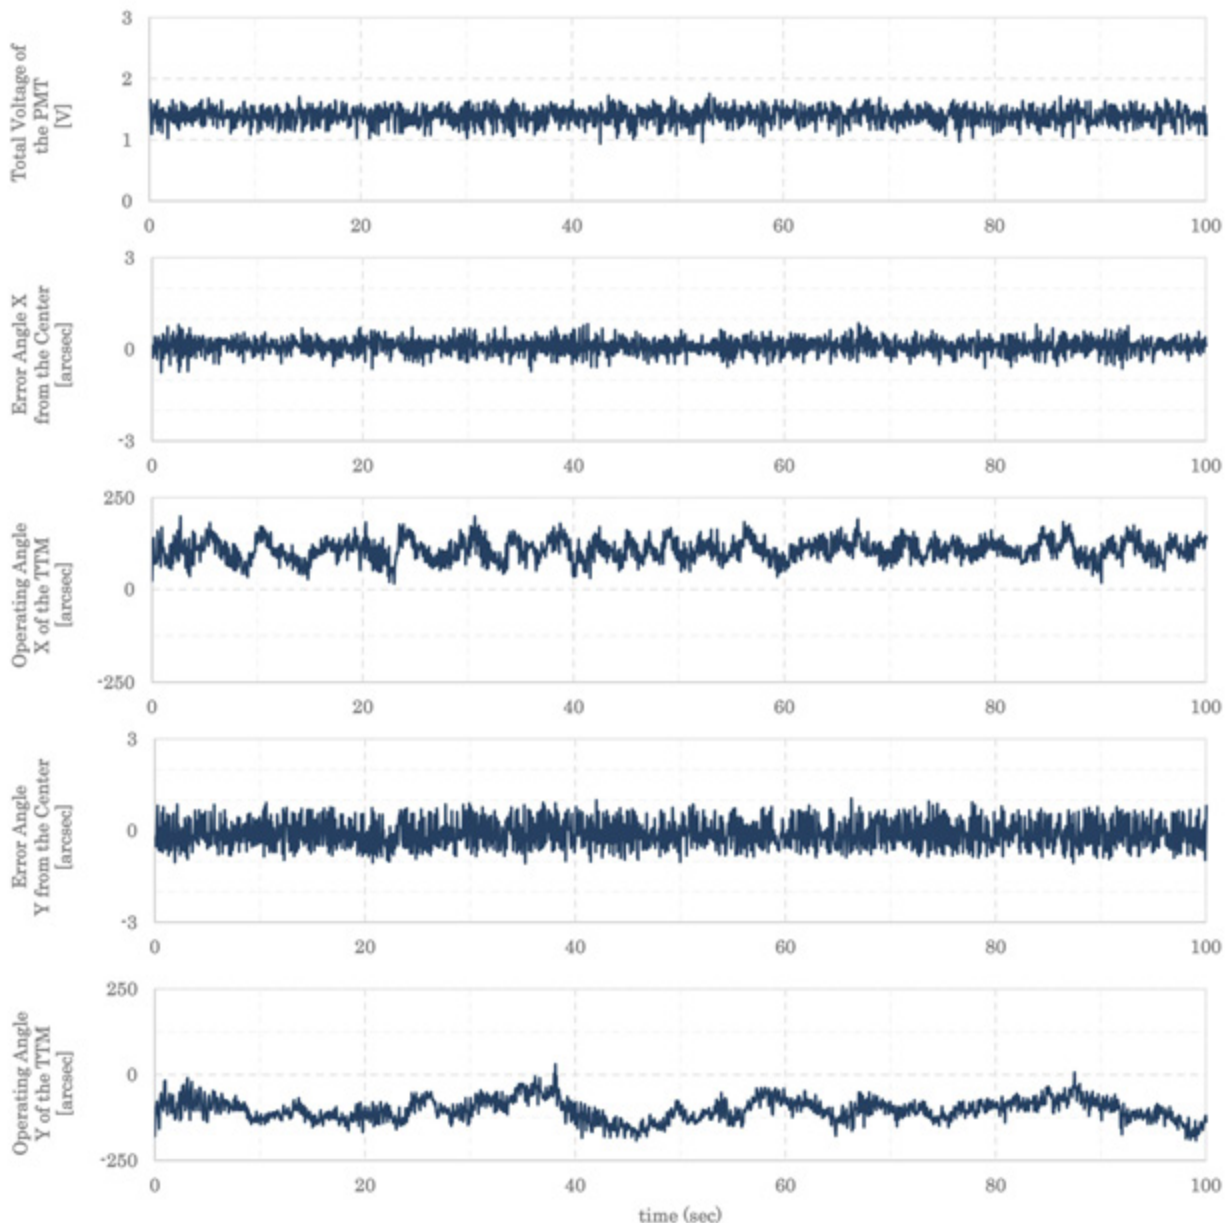 Total Voltage of
the PMT
[V]
3
2
1
0
0 20 40 60 80 100
Error Angle X
from the Center
[arcsec]
3
0
-3
0 20 40 60 80 100
Operating Angle
X of the TTM
[arcsec]
250
0
-250
0 20 40 60 80 100
Error Angle
Y from the Center
[arcsec]
3
0
-3
0 20 40 60 80 100
Operating Angle
Y of the TTM
[arcsec]
250
0
-250
0 20 40 60 80 100
time (sec)